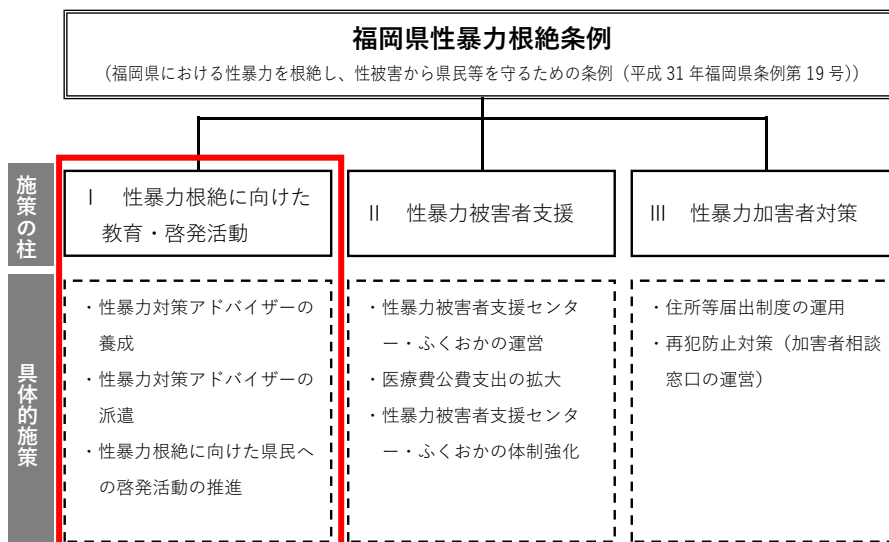 福岡県性暴力根絶条例
（福岡県における性暴力を根絶し、性被害から県民等を守るための条例（平成 31 年福岡県条例第 19 号））
施策の柱
Ⅰ　性暴力根絶に向けた
教育・啓発活動
Ⅱ　性暴力被害者支援
Ⅲ　性暴力加害者対策
具体的施策
・性暴力対策アドバイザーの
養成
・性暴力対策アドバイザーの
派遣
・性暴力根絶に向けた県民へ
の啓発活動の推進
・性暴力被害者支援センタ
ー・ふくおかの運営
・医療費公費支出の拡大
・性暴力被害者支援センタ
ー・ふくおかの体制強化
・住所等届出制度の運用
・再犯防止対策（加害者相談
窓口の運営）